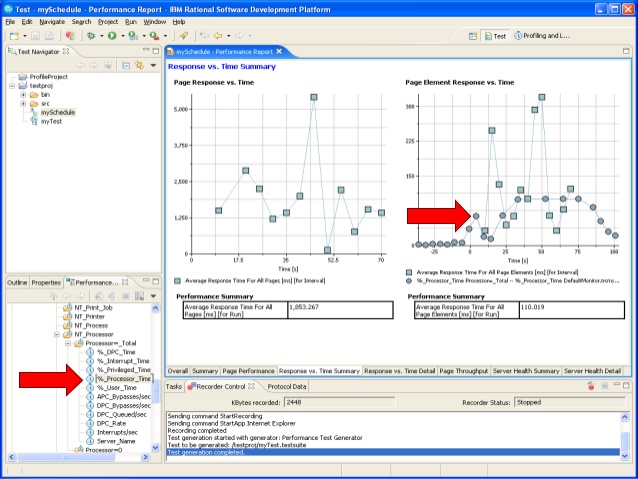 Test - mySchedule - Performance Report - IBM Rational Software Development Platform
File Edit Navigate Search Project Run Window Help
Test Profiling and L...
Test Navigator
ProfileProject
testproj
bin
src
mySchedule
myTest
mySchedule - Performance Report
Response vs. Time Summary
Page Response vs. Time
5,000
3,750
2,500
1,250
0
0 17.5 35 52.5 70
Time [s]
Average Response Time For All Pages [ms] [for Interval]
Performance Summary
Average Response Time For All Pages [ms] [for Run] 1,853.267
Page Element Response vs. Time
300
225
150
-25 0 25 50 75 100
Time [s]
Average Response Time For All Page Elements [ms] [for Interval]
Performance Summary
Average Response Time For All Page Elements [ms] [for Run] 110.019
Overall Summary Page Performance Response vs. Time Summary Response vs. Time Detail Page Throughput Server Health Summary Server Health Detail
Outline Properties Performance...
NT_Print_Job
NT_Printer
NT_Process
NT_Processor
Processor=_Total
%_DPC_Time
%_Interrupt_Time
%_Privileged_Time
%_Processor_Time
%_User_Time
APC_Bypasses/sec
DPC_Bypasses/sec
DPC_Queued/sec
DPC_Rate
Interrupts/sec
Server_Name
Processor=0
Tasks Recorder Control Protocol Data
KBytes recorded: 2448 Recorder Status: Stopped
Sending command StartRecording
Sending command StartApp Internet Explorer
Recording completed
Test generation started with generator: Performance Test Generator
Test to be generated: /testproj/myTest.testsuite
Test generation completed.